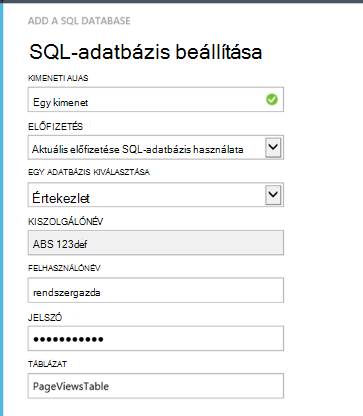 ADD A SQL DATABASE
SQL-adatbázis beállítása
KIMENETI ALIAS
Egy kimenet
ELŐFIZETÉS
Aktuális előfizetése SQL-adatbázis használata
EGY ADATBÁZIS KIVÁLASZTÁSA
Értekezlet
KISZOLGÁLÓNÉV
ABS 123def
FELHASZNÁLÓNÉV
rendszergazda
JELSZÓ
●●●●●●●●●●●
TÁBLÁZAT
PageViewsTable